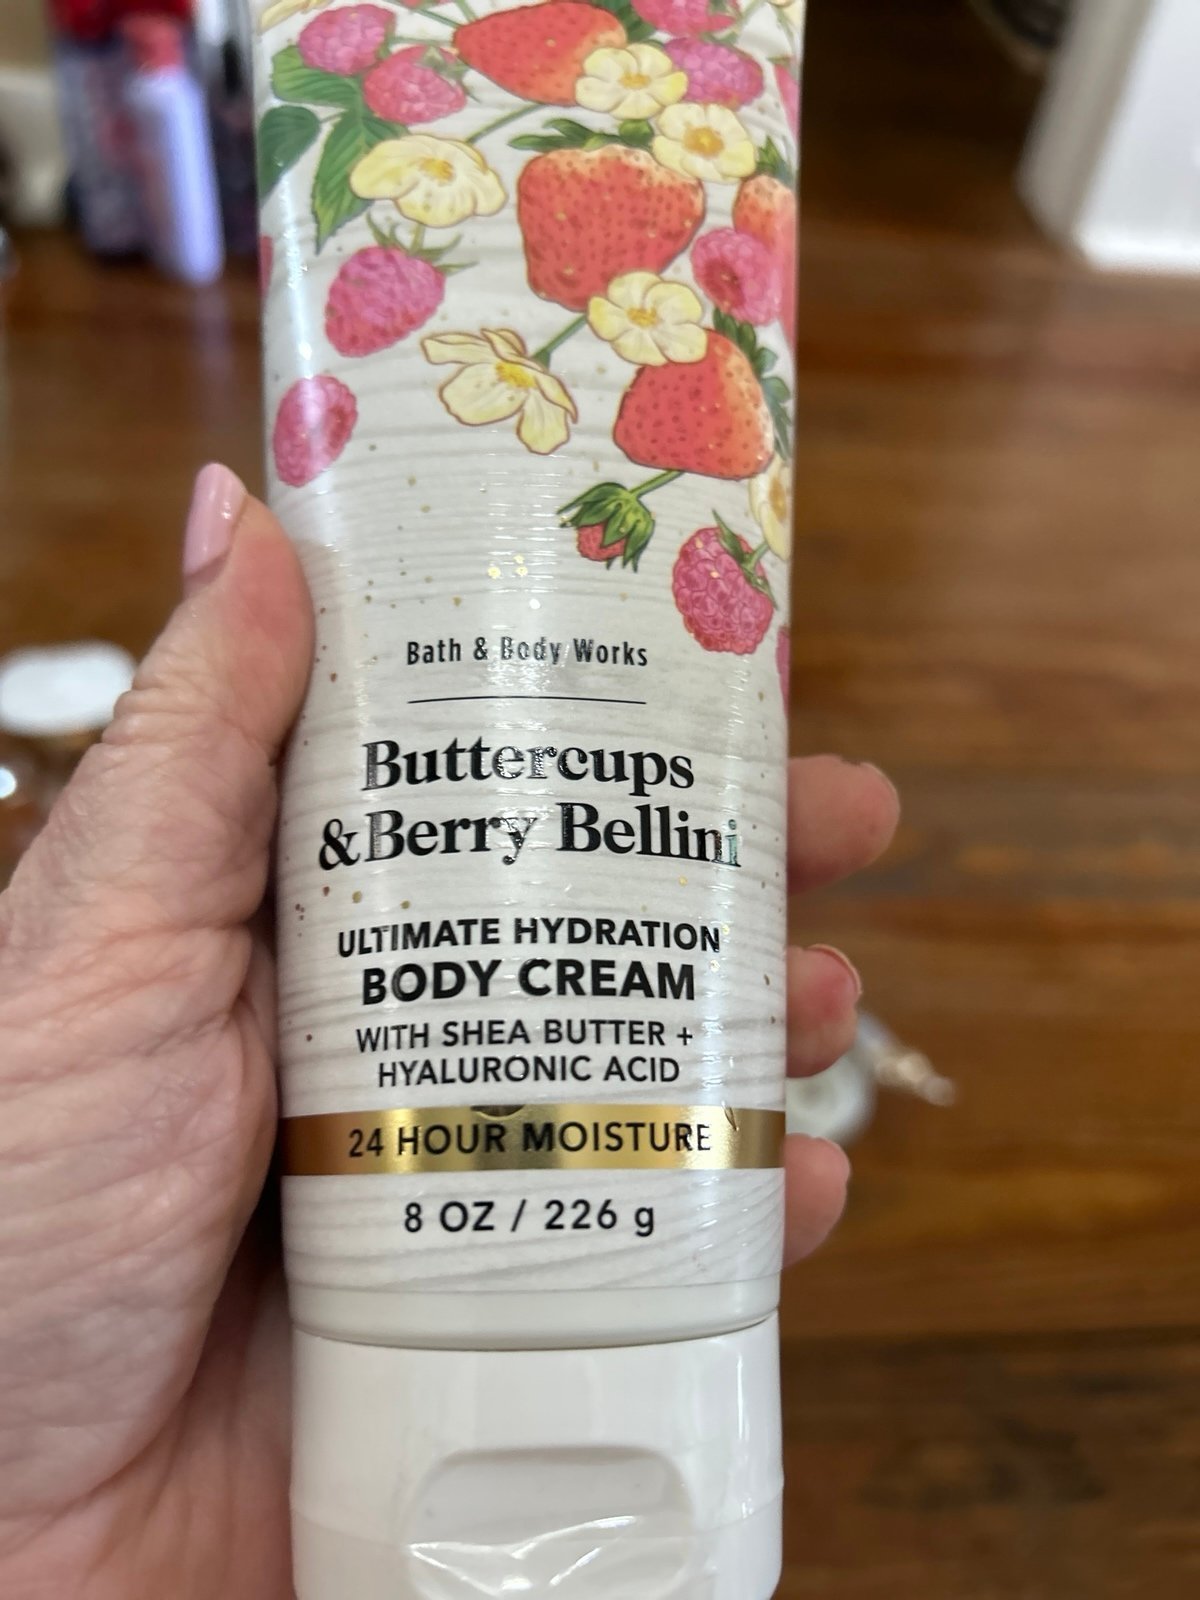 Bath & Body Works
Buttercups
& Berry Bellini
ULTIMATE HYDRATION
BODY CREAM
WITH SHEA BUTTER +
HYALURONIC ACID
24 HOUR MOISTURE
8 OZ / 226 g